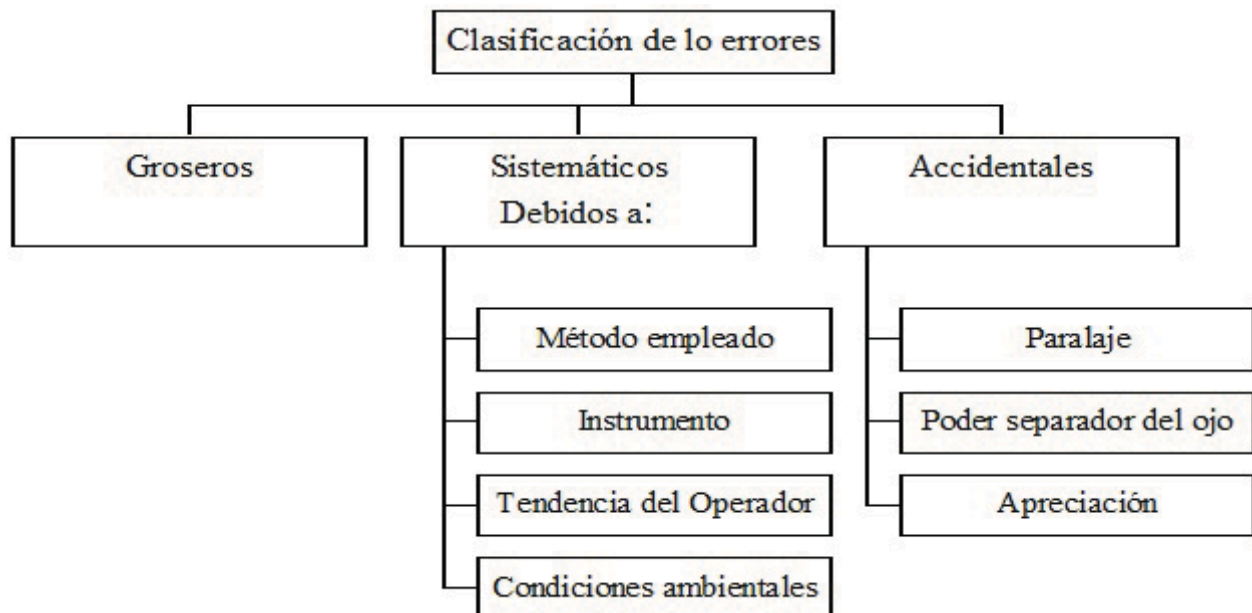 Clasificación de lo errores
Groseros
Sistemáticos
Debidos a:
Accidentales
Método empleado
Instrumento
Tendencia del Operador
Condiciones ambientales
Paralaje
Poder separador del ojo
Apreciación